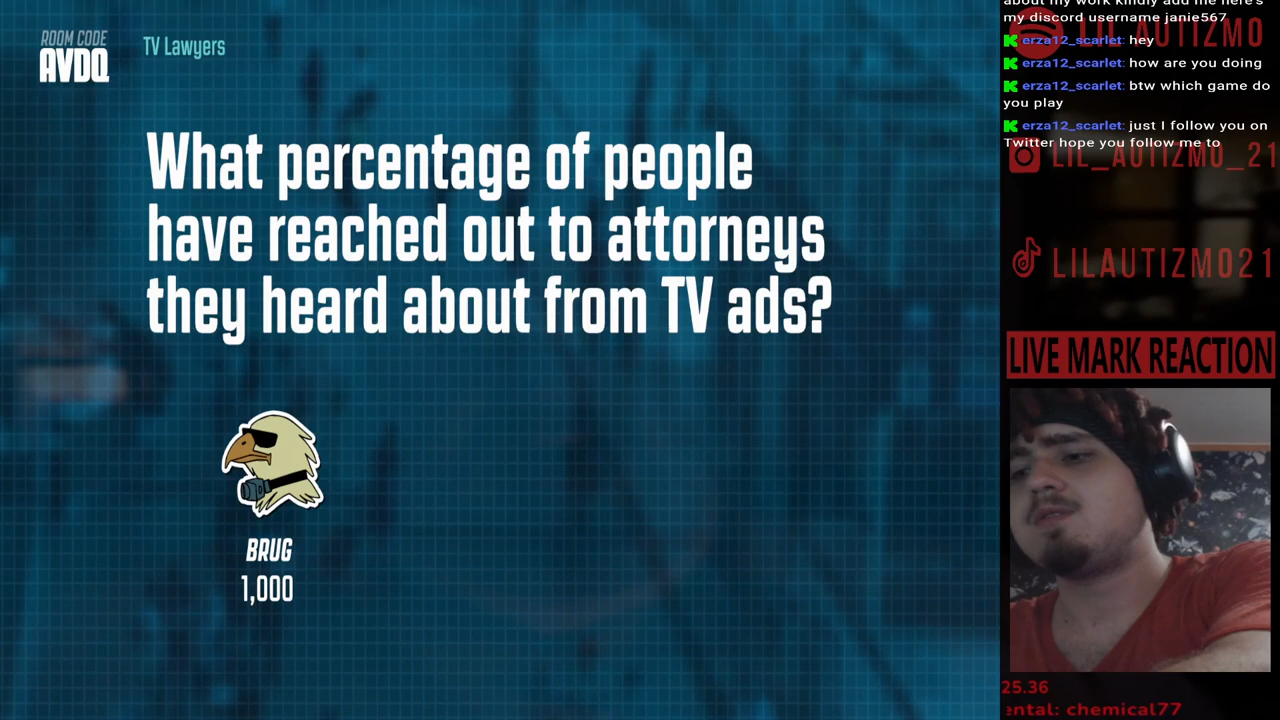 ROOM CODE
AVDQ
TV Lawyers
What percentage of people
have reached out to attorneys
they heard about from TV ads?
BRUG
1,000
about my work kindly add me here's
my discord username janie567
erza12_scarlet: hey
erza12_scarlet: how are you doing
erza12_scarlet: btw which game do
you play
erza12_scarlet: just I follow you on
Twitter hope you follow me to
LIL AUTIZMO
LIL_AUTIZMO_21
LILAUTIZMO21
LIVE MARK REACTION
25.36
ental: chemical77